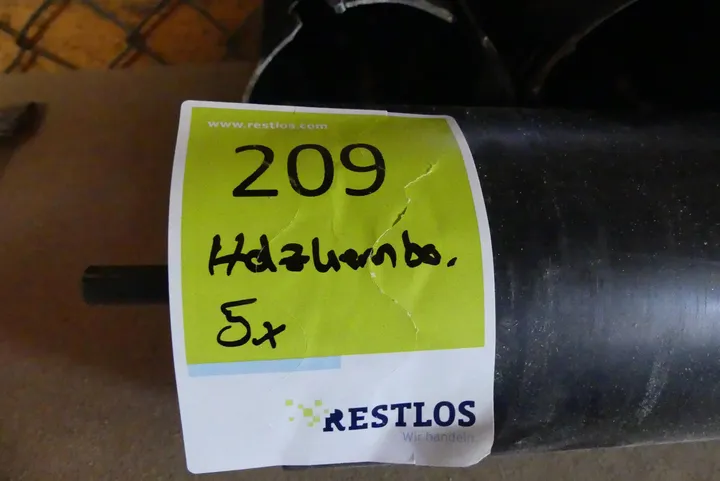 www.restlos.com
209
Holzkernbo.
5x
RESTLOS
Wir handeln.